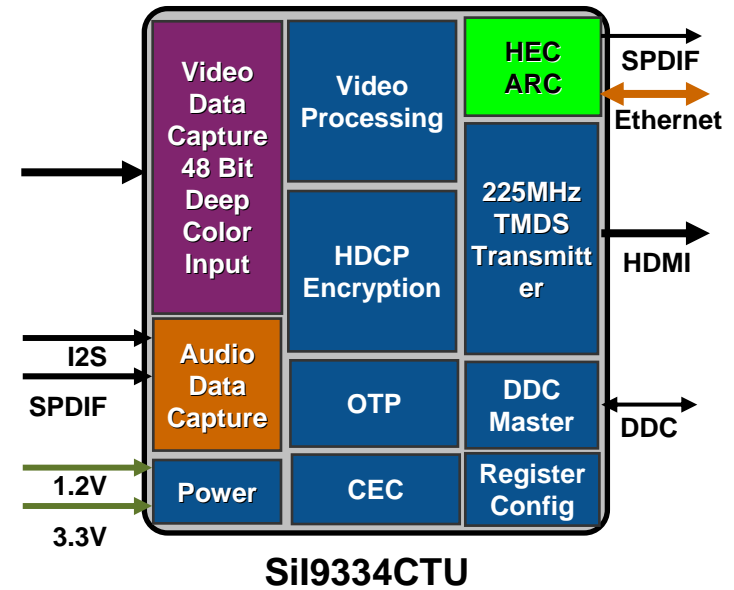 Video
Data
Capture
48 Bit
Deep
Color
Input
Video
Processing
HEC
ARC
SPDIF
Ethernet
225MHz
TMDS
Transmitt
er
HDMI
HDCP
Encryption
I2S
SPDIF
Audio
Data
Capture
OTP
DDC
Master
DDC
1.2V
3.3V
Power
CEC
Register
Config
SiI9334CTU